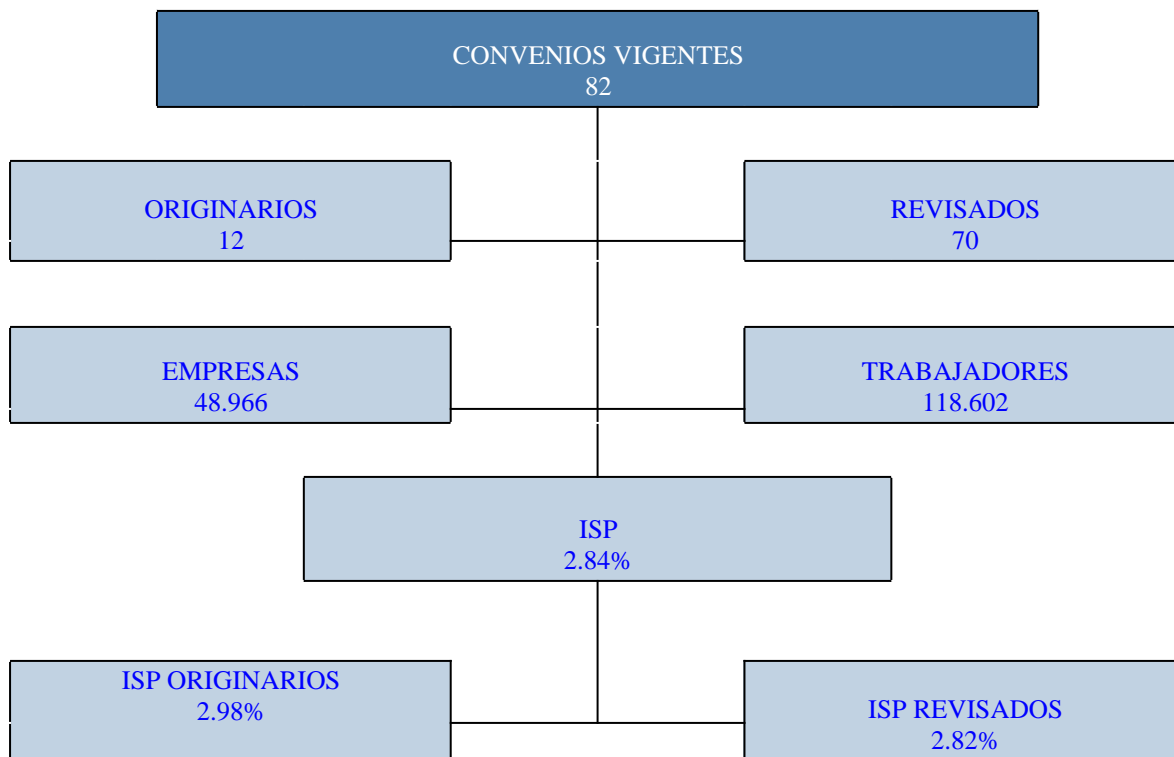 CONVENIOS VIGENTES
82
ORIGINARIOS
12
REVISADOS
70
EMPRESAS
48.966
TRABAJADORES
118.602
ISP
2.84%
ISP ORIGINARIOS
2.98%
ISP REVISADOS
2.82%